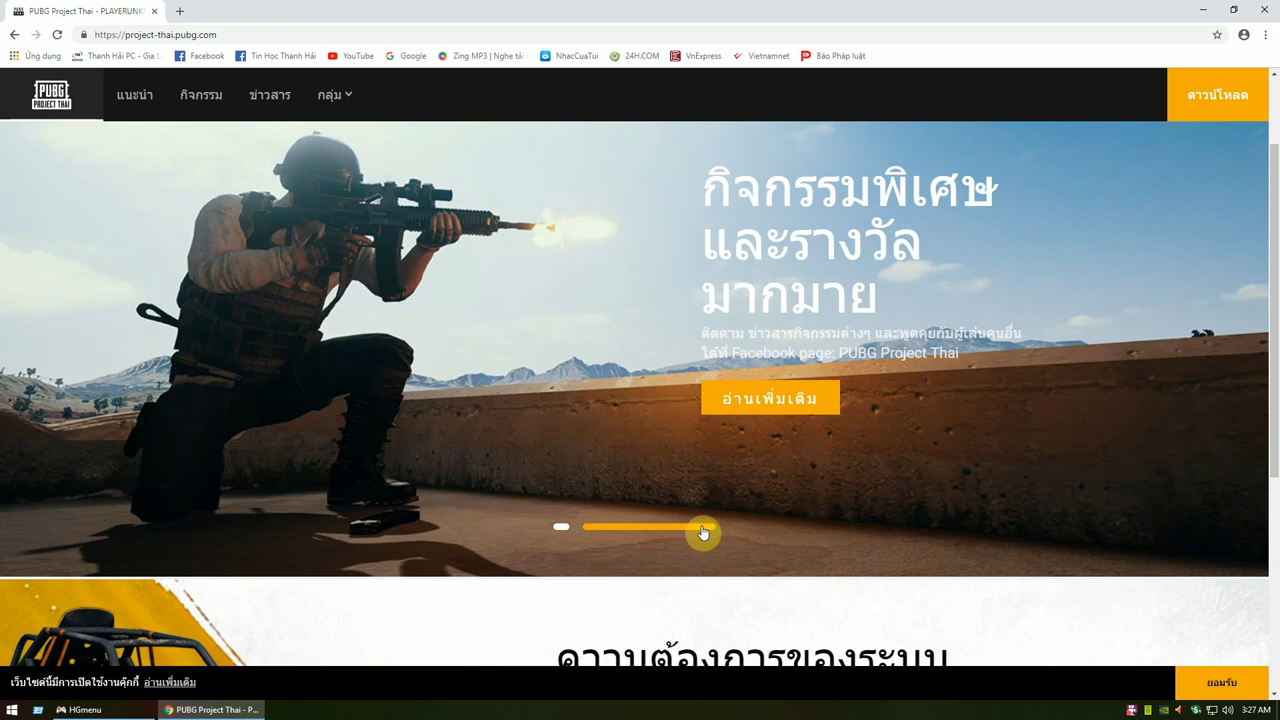 PUBG Project Thai - PLAYERUNK
https://project-thai.pubg.com
Ứng dụng
Thanh Hải PC - Gia L
Facebook
Tin Học Thanh Hải
YouTube
Google
Zing MP3 | Nghe tải
NhacCuaTui
24H.COM
VnExpress
Vietnamnet
Báo Pháp luật
PUBG
PROJECT THAI
แนะนำ
กิจกรรม
ข่าวสาร
กลุ่ม
ดาวน์โหลด
กิจกรรมพิเศษ
และรางวัล
มากมาย
ติดตาม ข่าวสารกิจกรรมต่างๆ และพูดคุยกับผู้เล่นคนอื่น
ได้ที่ Facebook page: PUBG Project Thai
อ่านเพิ่มเติม
ความต้องการของระบบ
เว็บไซต์นี้มีการเปิดใช้งานคุ๊กกี้ อ่านเพิ่มเติม
ยอมรับ
HGmenu
PUBG Project Thai - P...
3:27 AM